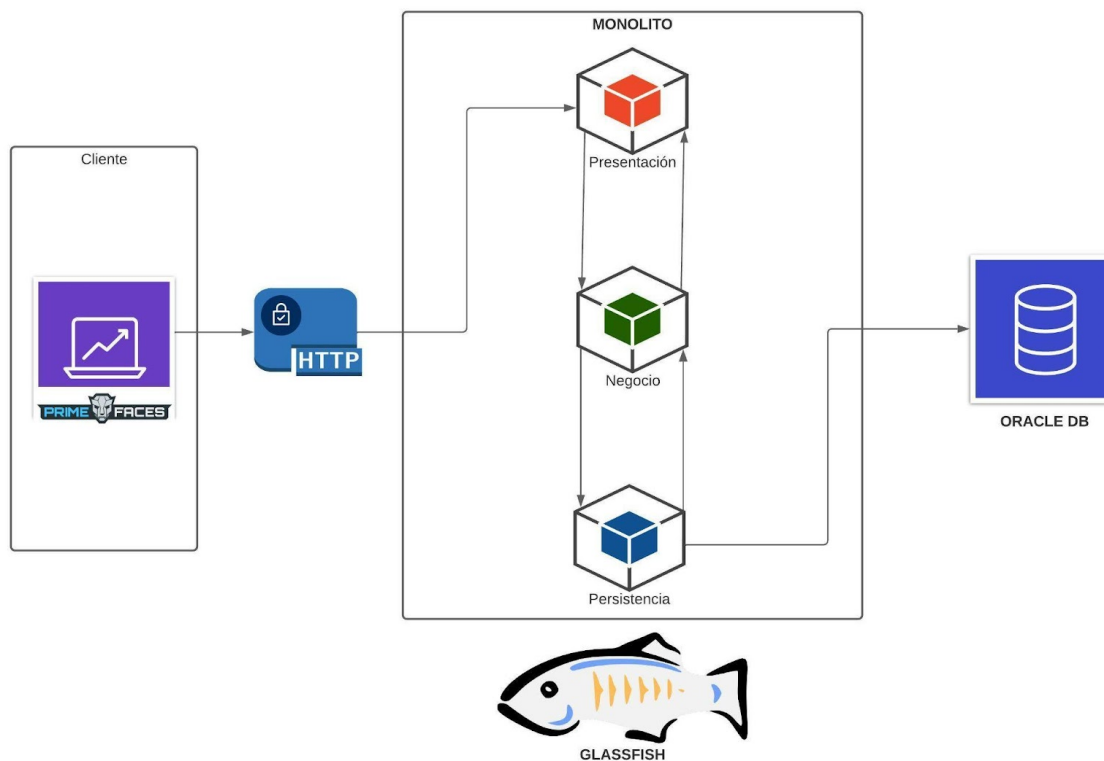 MONOLITO
Presentación
Cliente
HTTP
PRIME FACES
Negocio
ORACLE DB
Persistencia
GLASSFISH